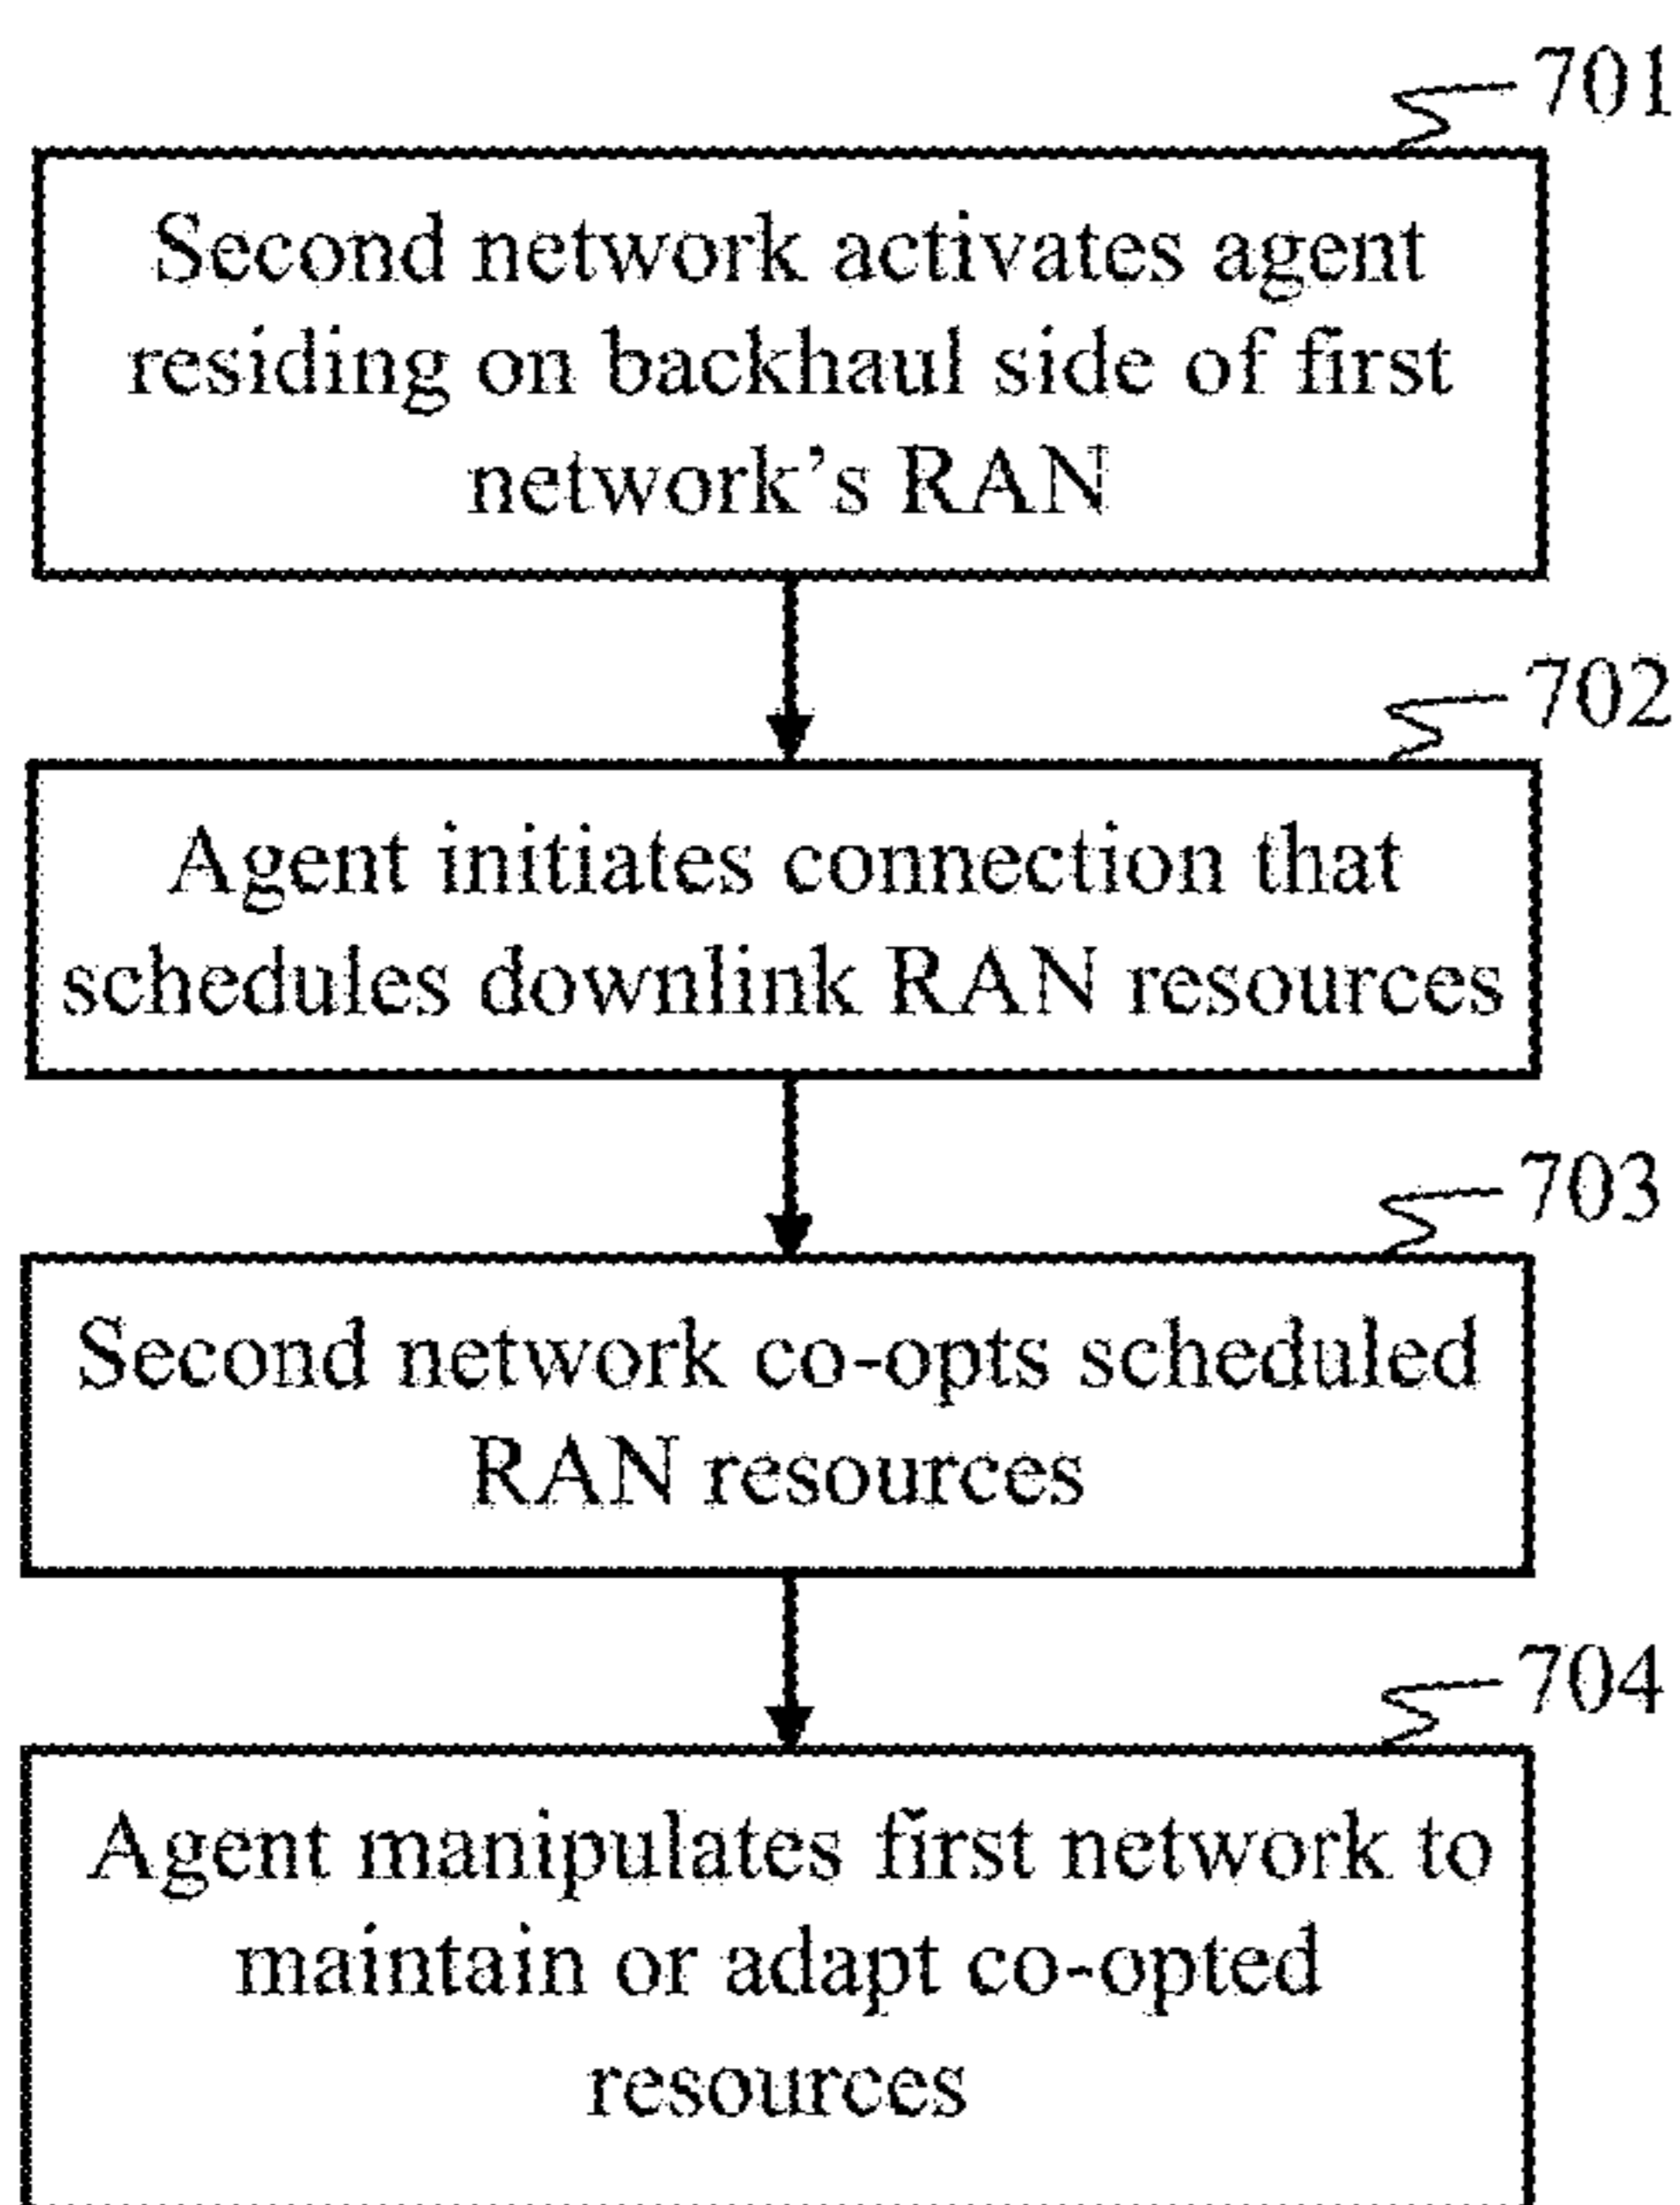 701
Second network activates agent
residing on backhaul side of first
network’s RAN
702
Agent initiates connection that
schedules downlink RAN resources
703
Second network co-opts scheduled
RAN resources
704
Agent manipulates first network to
maintain or adapt co-opted
resources